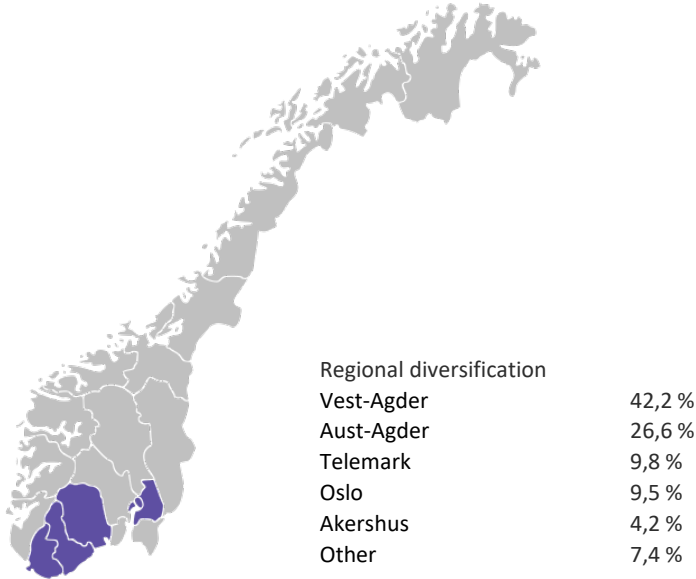 Regional diversification
Vest-Agder 42,2 %
Aust-Agder 26,6 %
Telemark 9,8 %
Oslo 9,5 %
Akershus 4,2 %
Other 7,4 %